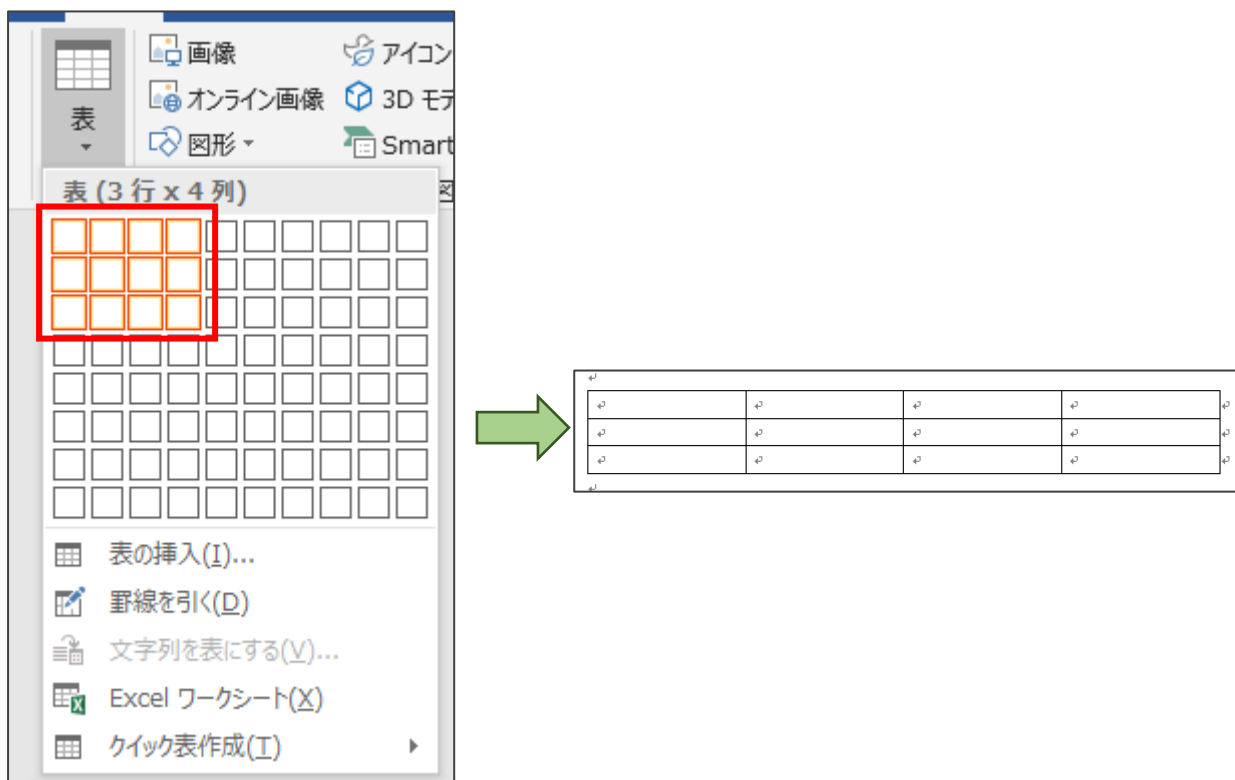 画像
アイコン
オンライン画像
3D モデ
表
図形
Smart
表 (3 行 x 4 列)
図
表の挿入(I)...
罫線を引く(D)
文字列を表にする(V)...
Excel ワークシート(X)
クイック表作成(T)